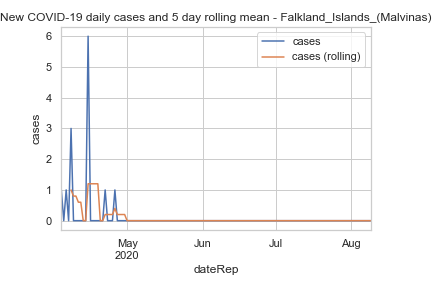 New COVID-19 daily cases and 5 day rolling mean - Falkland_Islands_(Malvinas)
cases
cases (rolling)
6
5
4
3
2
1
0
cases
May
2020
Jun
Jul
Aug
dateRep